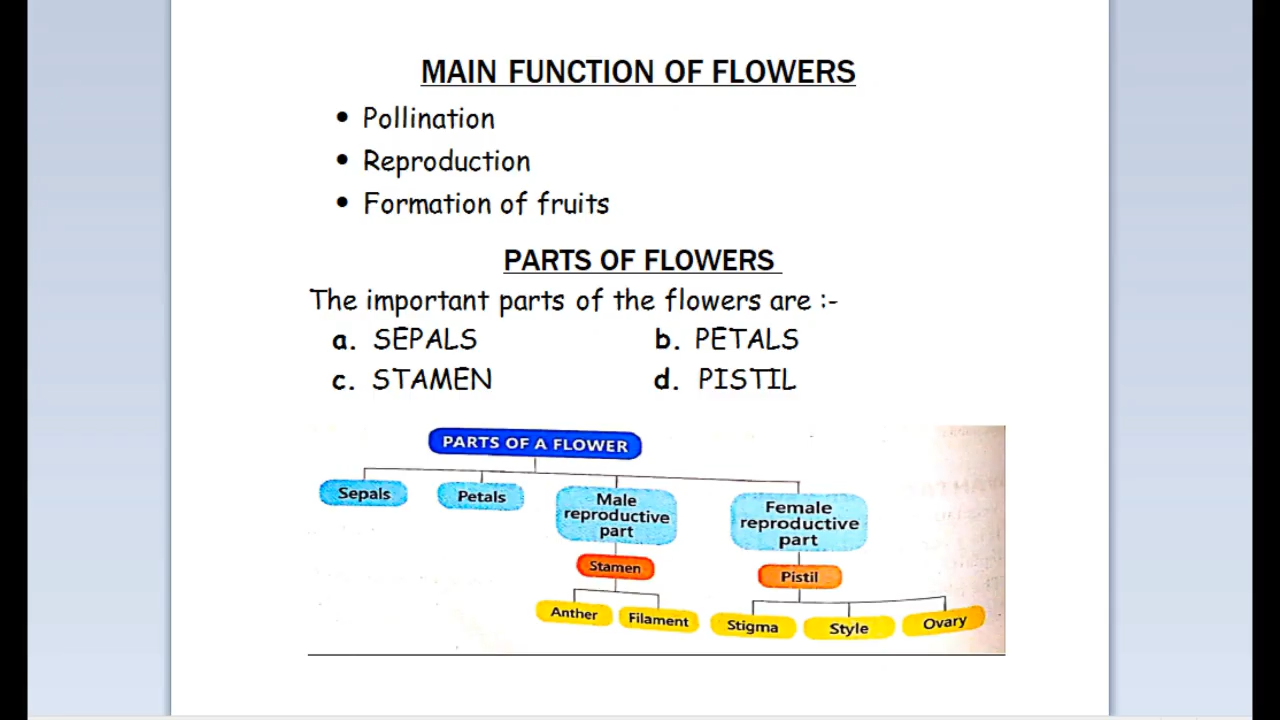 MAIN FUNCTION OF FLOWERS
• Pollination
• Reproduction
• Formation of fruits
PARTS OF FLOWERS
The important parts of the flowers are :-
a. SEPALS b. PETALS
c. STAMEN d. PISTIL
PARTS OF A FLOWER
Sepals Petals
Male
reproductive
part
Female
reproductive
part
Stamen Pistil
Anther Filament Stigma Style Ovary